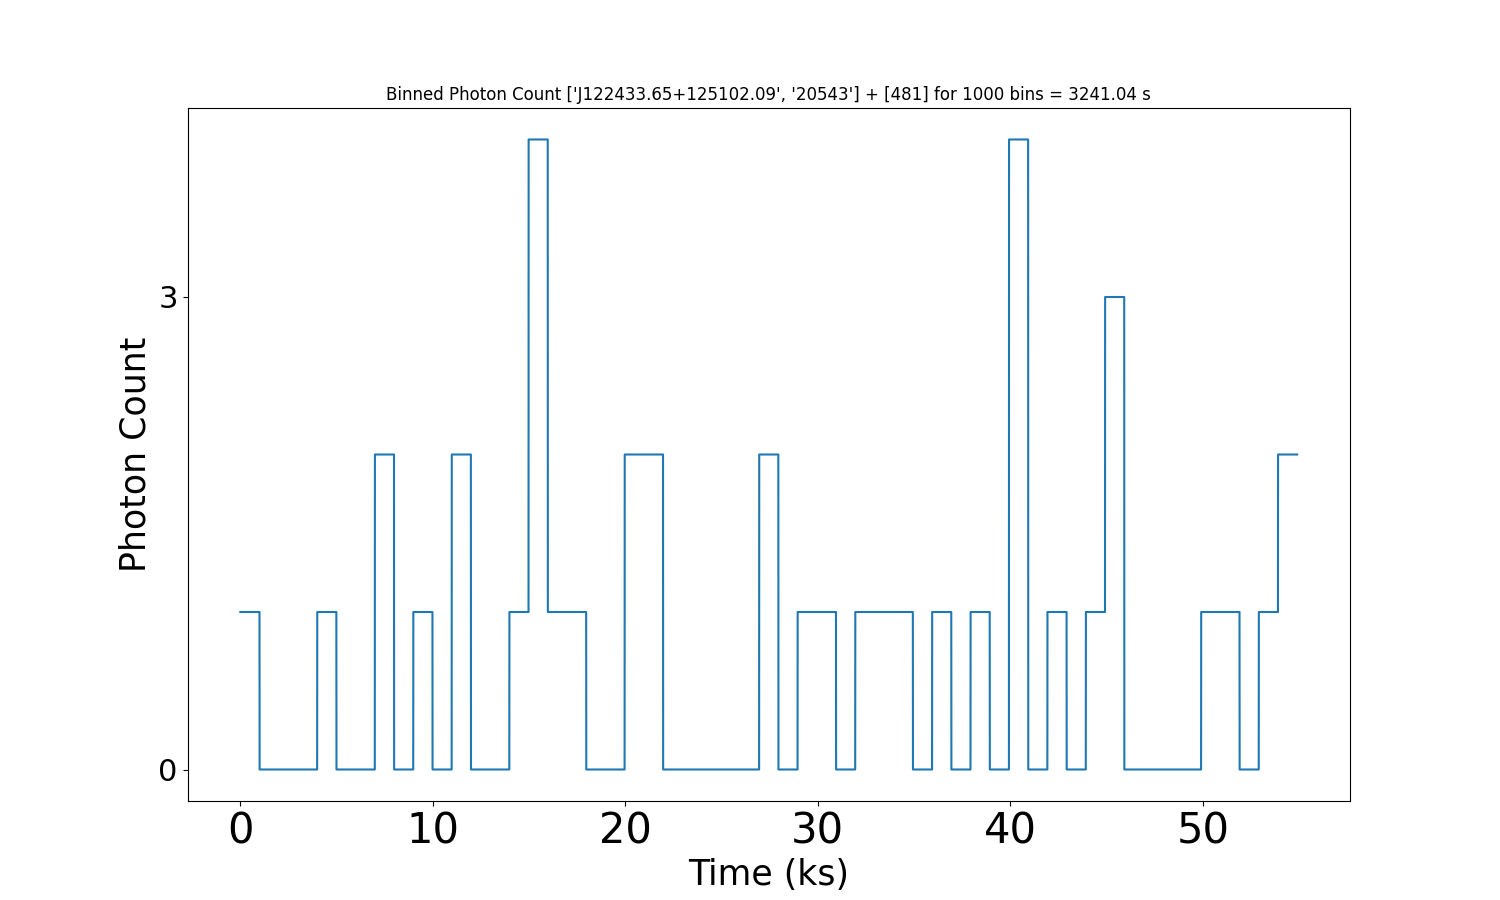 Binned Photon Count ['J122433.65+125102.09', '20543'] + [481] for 1000 bins = 3241.04 s
3
0
Photon Count
0 10 20 30 40 50
Time (ks)